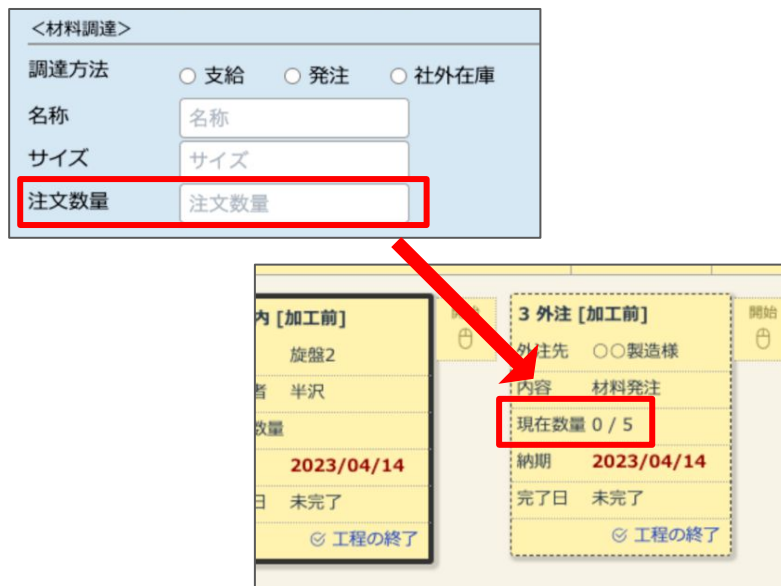 <材料調達>
調達方法 支給 発注 社外在庫
名称 名称
サイズ サイズ
注文数量 注文数量
内 [加工前]
旋盤2
者 半沢
数量
2023/04/14
日 未完了
工程の終了
3 外注 [加工前]
外注先 〇〇製造様
内容 材料発注
現在数量 0 / 5
納期 2023/04/14
完了日 未完了
工程の終了
開始